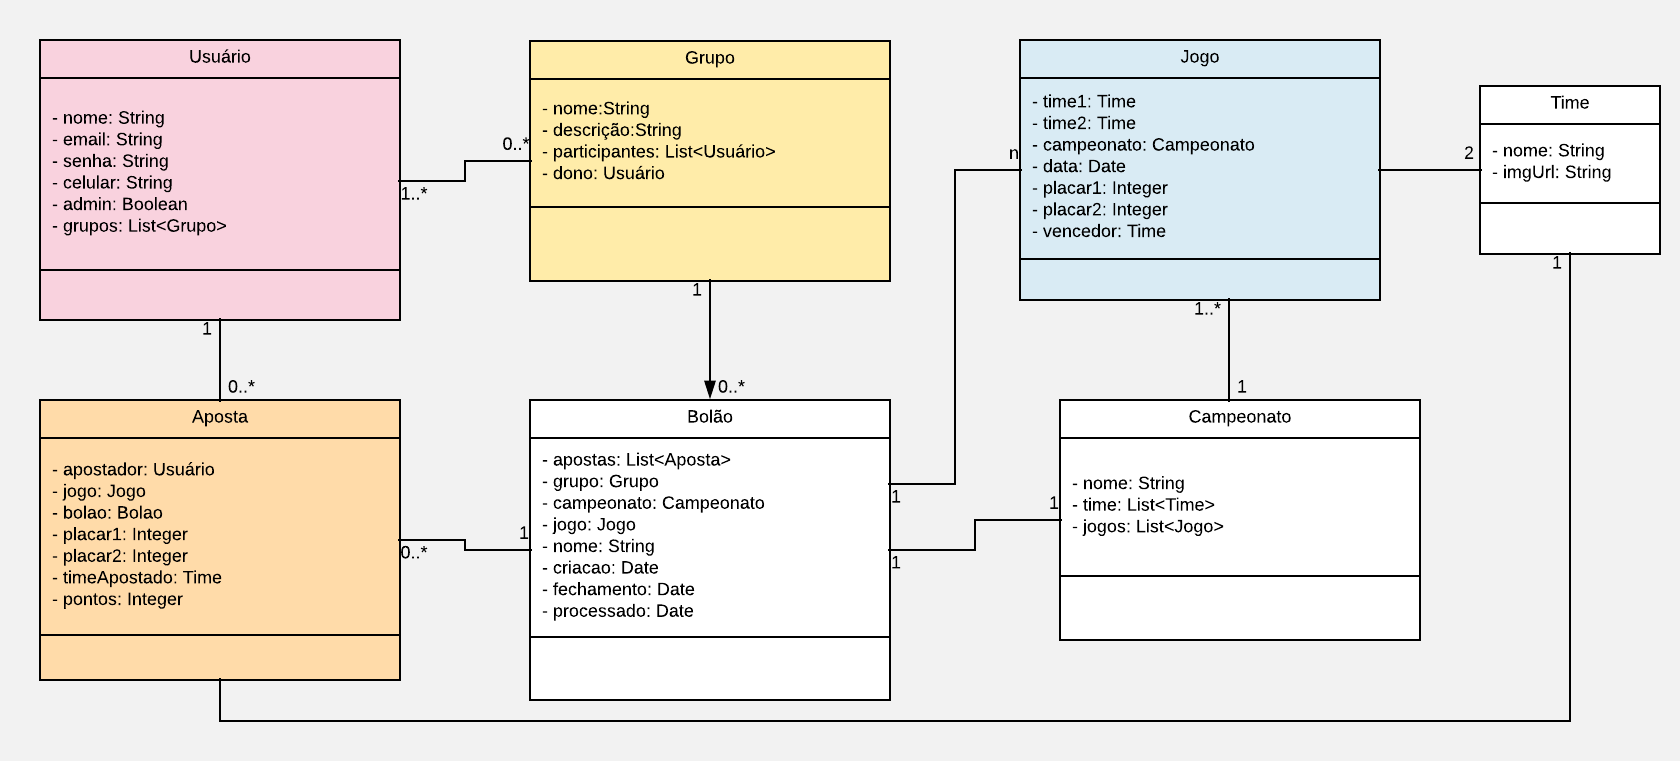 Usuário
- nome: String
- email: String
- senha: String
- celular: String
- admin: Boolean
- grupos: List<Grupo>
1..*
0..*
Grupo
- nome:String
- descrição:String
- participantes: List<Usuário>
- dono: Usuário
Jogo
- time1: Time
- time2: Time
- campeonato: Campeonato
- data: Date
- placar1: Integer
- placar2: Integer
- vencedor: Time
n
2
Time
- nome: String
- imgUrl: String
1
1
0..*
1
0..*
1..*
1
Aposta
- apostador: Usuário
- jogo: Jogo
- bolao: Bolao
- placar1: Integer
- placar2: Integer
- timeApostado: Time
- pontos: Integer
0..*
1
Bolão
- apostas: List<Aposta>
- grupo: Grupo
- campeonato: Campeonato
- jogo: Jogo
- nome: String
- criacao: Date
- fechamento: Date
- processado: Date
1
1
1
Campeonato
- nome: String
- time: List<Time>
- jogos: List<Jogo>